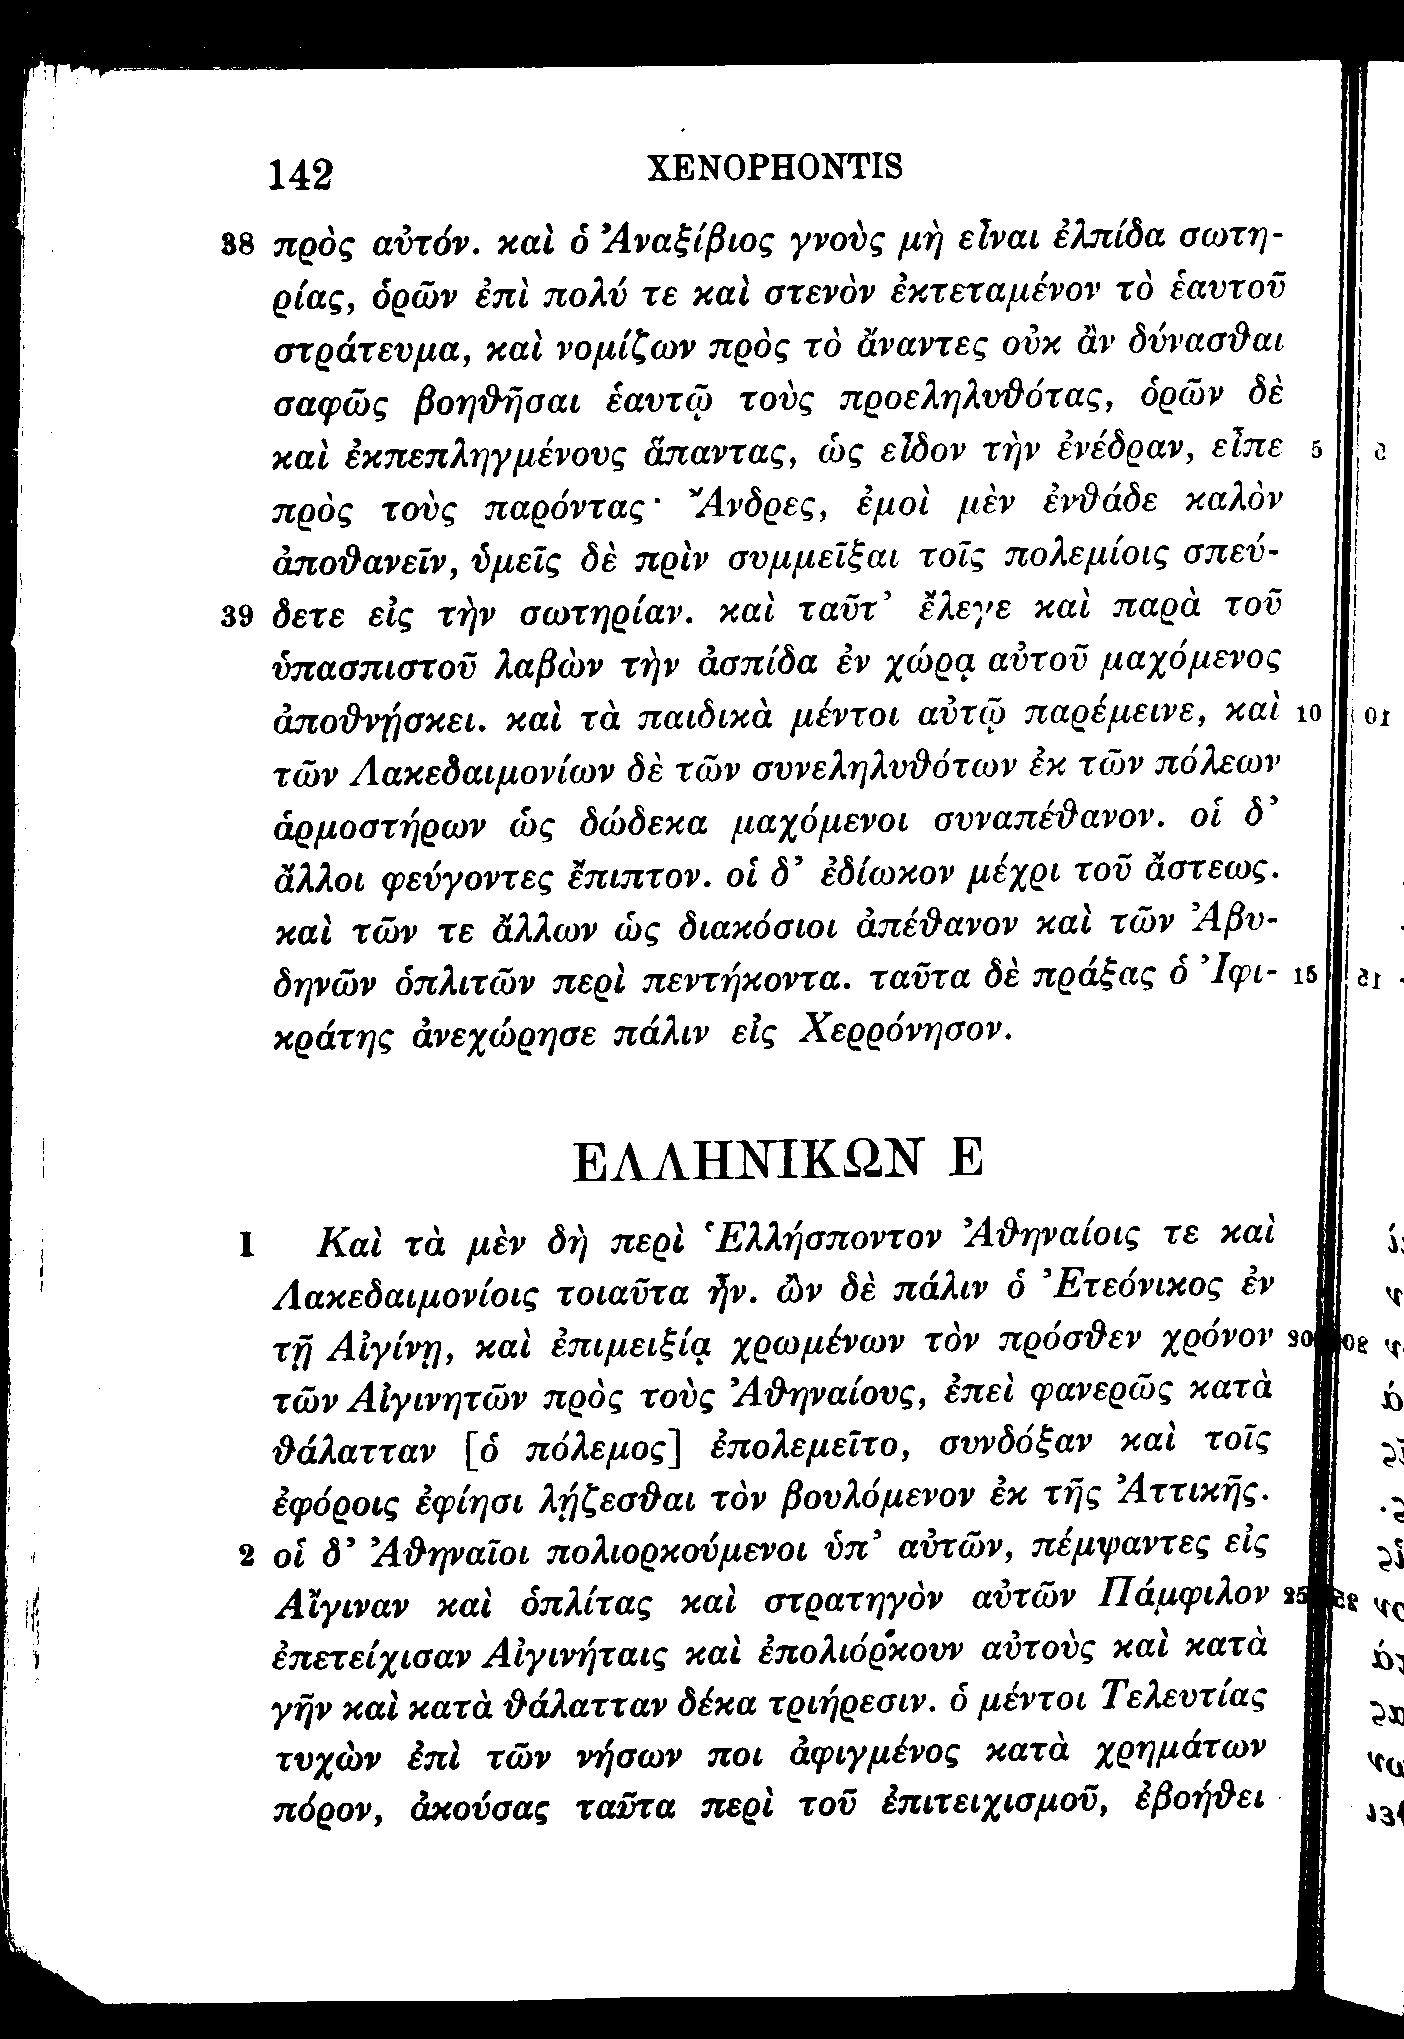 142 XENOPHONTIS
38 πρὸς αὐτόν. καὶ ὁ Ἀναξίβιος γνοὺς μὴ εἶναι ἐλπίδα σωτη-
ρίας, ὁρῶν ἐπὶ πολύ τε καὶ στενὸν ἐκτεταμένον τὸ ἑαυτοῦ
στράτευμα, καὶ νομίζων πρὸς τὸ ἄναντες οὐκ ἂν δύνασθαι
σαφῶς βοηθῆσαι ἑαυτῷ τοὺς προεληλυθότας, ὁρῶν δὲ
καὶ ἐκπεπληγμένους ἅπαντας, ὡς εἶδον τὴν ἐνέδραν, εἶπε 5
πρὸς τοὺς παρόντας· Ἄνδρες, ἐμοὶ μὲν ἐνθάδε καλὸν
ἀποθανεῖν, ὑμεῖς δὲ πρὶν συμμεῖξαι τοῖς πολεμίοις σπεύ-
39 δετε εἰς τὴν σωτηρίαν. καὶ ταῦτ’ ἔλεγε καὶ παρὰ τοῦ
ὑπασπιστοῦ λαβὼν τὴν ἀσπίδα ἐν χώρᾳ αὐτοῦ μαχόμενος
ἀποθνῄσκει. καὶ τὰ παιδικὰ μέντοι αὐτῷ παρέμεινε, καὶ 10
τῶν Λακεδαιμονίων δὲ τῶν συνεληλυθότων ἐκ τῶν πόλεων
ἁρμοστήρων ὡς δώδεκα μαχόμενοι συναπέθανον. οἱ δ’
ἄλλοι φεύγοντες ἔπιπτον. οἱ δ’ ἐδίωκον μέχρι τοῦ ἄστεως.
καὶ τῶν τε ἄλλων ὡς διακόσιοι ἀπέθανον καὶ τῶν Ἀβυ-
δηνῶν ὁπλιτῶν περὶ πεντήκοντα. ταῦτα δὲ πράξας ὁ Ἰφι- 15
κράτης ἀνεχώρησε πάλιν εἰς Χερρόνησον.
ΕΛΛΗΝΙΚΩΝ Ε
1 Καὶ τὰ μὲν δὴ περὶ Ἑλλήσποντον Ἀθηναίοις τε καὶ
Λακεδαιμονίοις τοιαῦτα ἦν. ὢν δὲ πάλιν ὁ Ἐτεόνικος ἐν
τῇ Αἰγίνῃ, καὶ ἐπιμειξίᾳ χρωμένων τὸν πρόσθεν χρόνον 20
τῶν Αἰγινητῶν πρὸς τοὺς Ἀθηναίους, ἐπεὶ φανερῶς κατὰ
θάλατταν [ὁ πόλεμος] ἐπολεμεῖτο, συνδόξαν καὶ τοῖς
ἐφόροις ἐφίησι λῄζεσθαι τὸν βουλόμενον ἐκ τῆς Ἀττικῆς.
2 οἱ δ’ Ἀθηναῖοι πολιορκούμενοι ὑπ’ αὐτῶν, πέμψαντες εἰς
Αἴγιναν καὶ ὁπλίτας καὶ στρατηγὸν αὐτῶν Πάμφιλον 25
ἐπετείχισαν Αἰγινήταις καὶ ἐπολιόρκουν αὐτοὺς καὶ κατὰ
γῆν καὶ κατὰ θάλατταν δέκα τριήρεσιν. ὁ μέντοι Τελευτίας
τυχὼν ἐπὶ τῶν νήσων ποι ἀφιγμένος κατὰ χρημάτων
πόρον, ἀκούσας ταῦτα περὶ τοῦ ἐπιτειχισμοῦ, ἐβοήθει